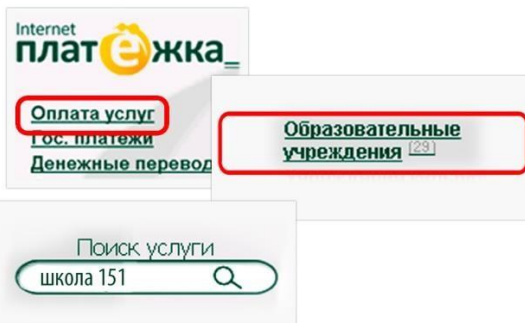 Internet
платёжка_
Оплата услуг
Гос. платежи
Денежные перевод
Образовательные
учреждения [29]
Поиск услуги
школа 151